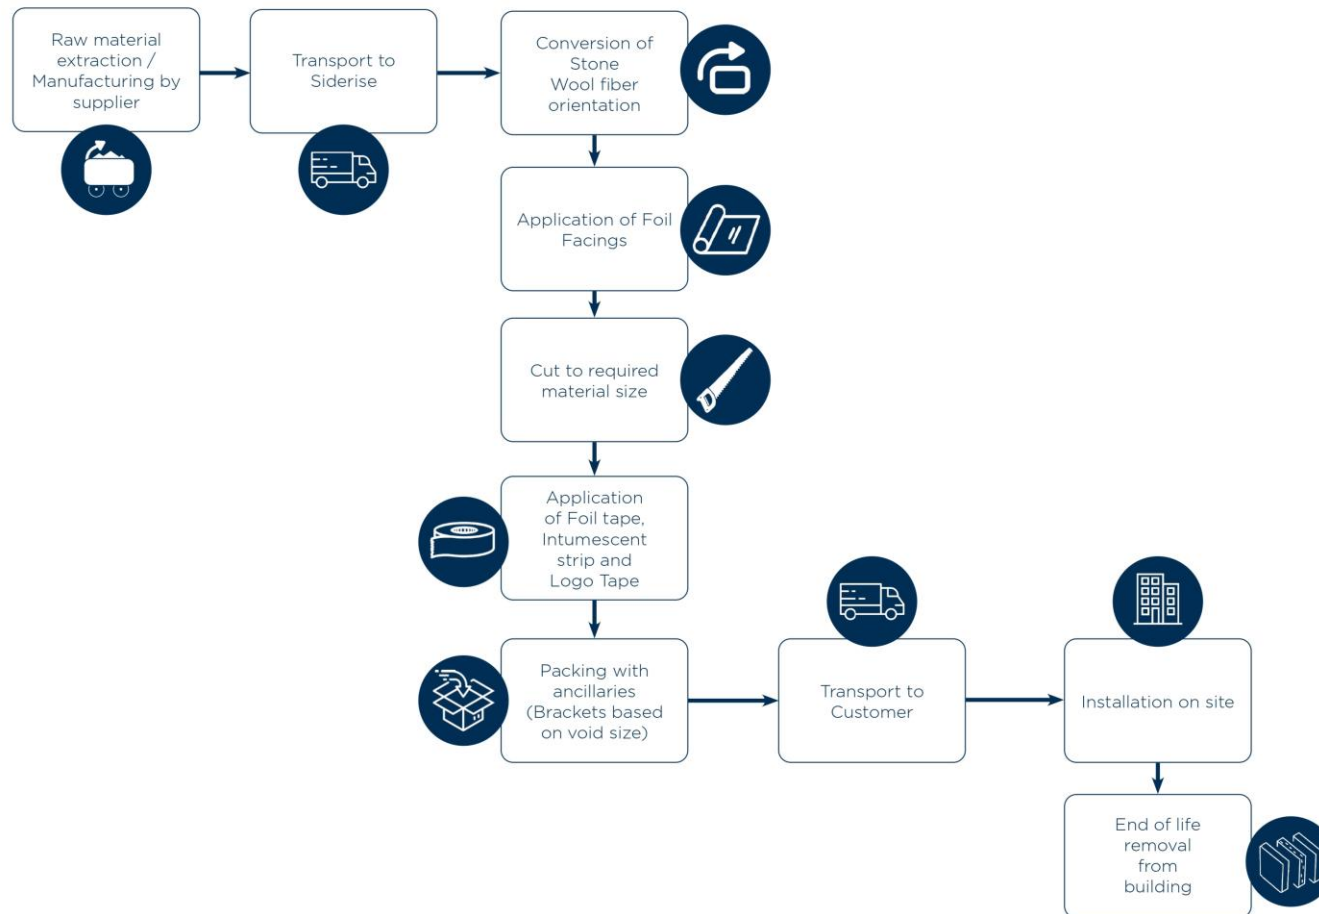 Raw material
extraction /
Manufacturing by
supplier
Transport to
Siderise
Conversion of
Stone
Wool fiber
orientation
Application of Foil
Facings
Cut to required
material size
Application
of Foil tape,
Intumescent
strip and
Logo Tape
Packing with
ancillaries
(Brackets based
on void size)
Transport to
Customer
Installation on site
End of life
removal
from
building